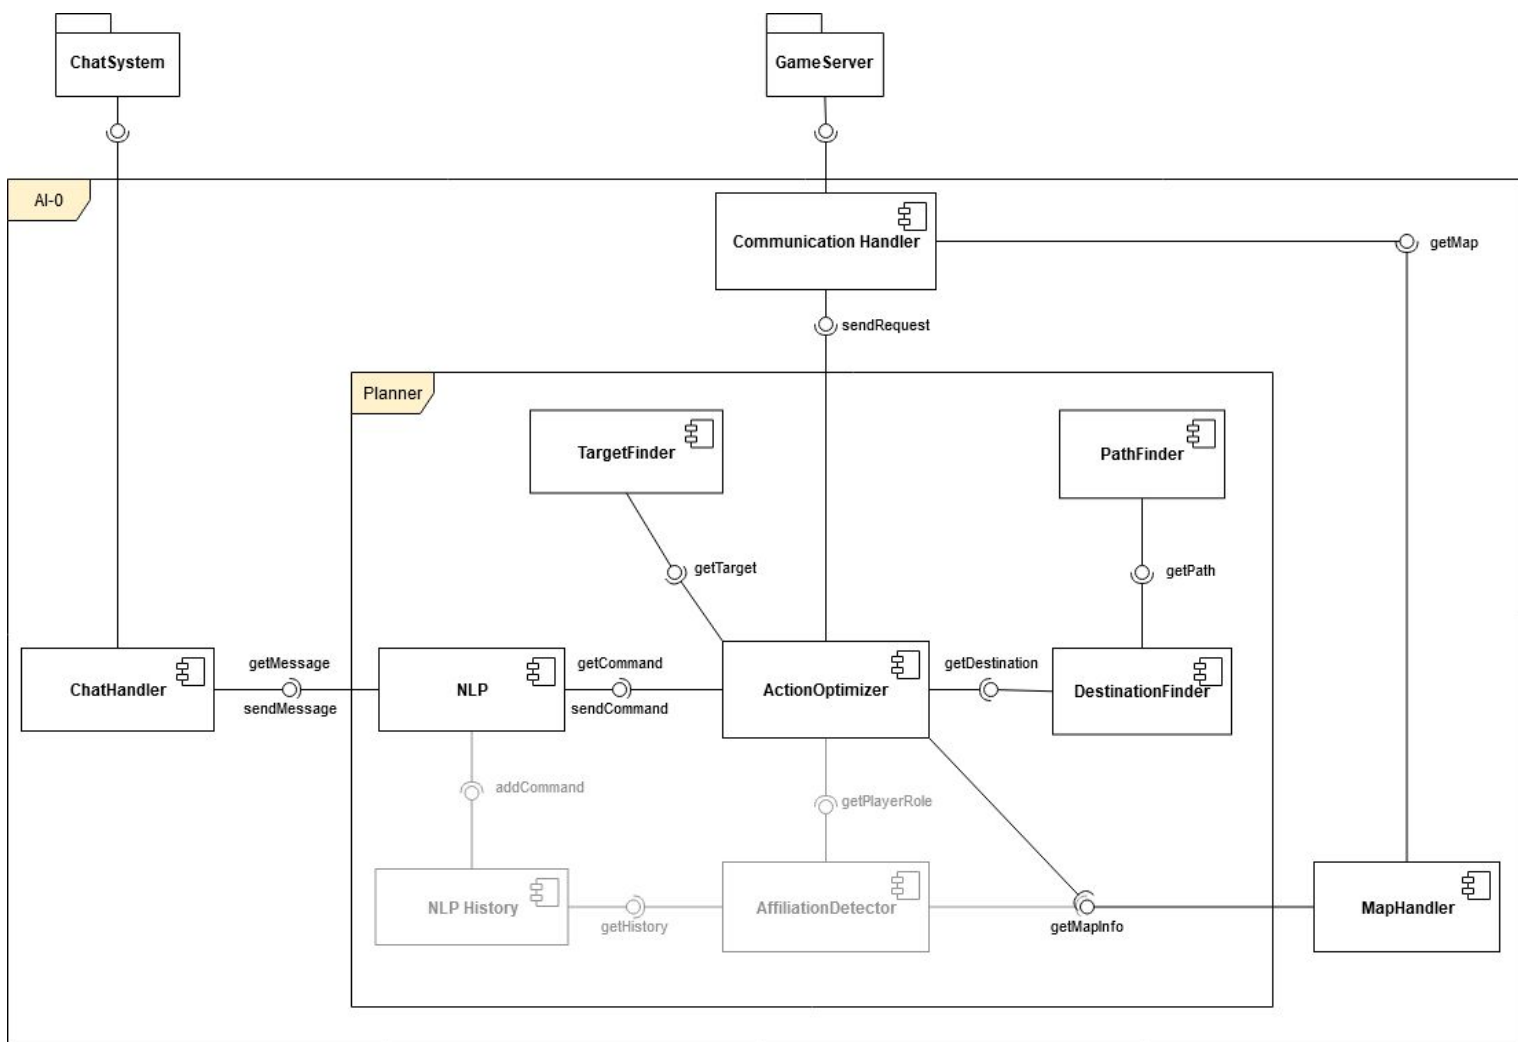 ChatSystem
GameServer
AI-0
Communication Handler
getMap
sendRequest
Planner
TargetFinder
PathFinder
getTarget
getPath
ChatHandler
getMessage
sendMessage
NLP
getCommand
sendCommand
ActionOptimizer
getDestination
DestinationFinder
addCommand
getPlayerRole
NLP History
getHistory
AffiliationDetector
getMapInfo
MapHandler